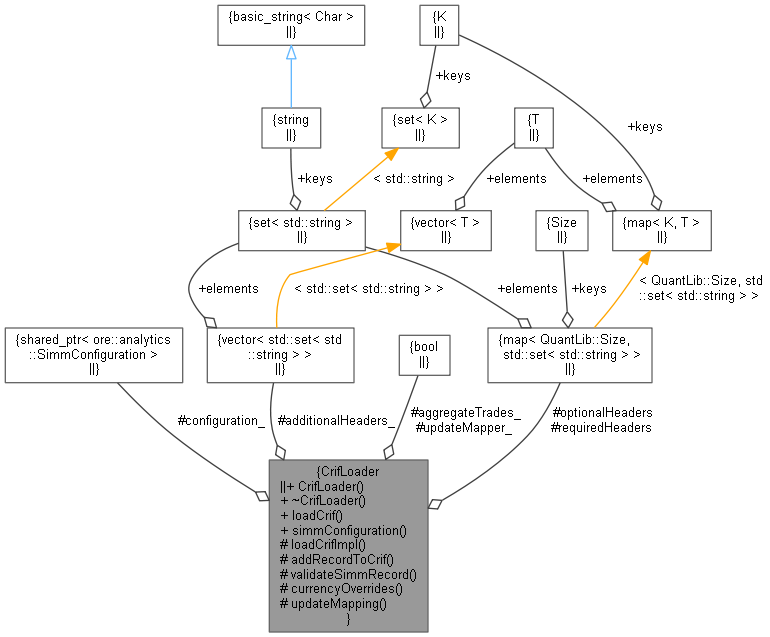 {basic_string< Char >
||}
{K
||}
+keys
{string
||}
{set< K >
||}
{T
||}
+keys
+keys
< std::string >
+elements
+elements
{set< std::string >
||}
{vector< T >
||}
{Size
||}
{map< K, T >
||}
+elements
< std::set< std::string > >
+elements
+keys
< QuantLib::Size, std
::set< std::string > >
{shared_ptr< ore::analytics
::SimmConfiguration >
||}
{vector< std::set< std
::string > >
||}
{bool
||}
{map< QuantLib::Size,
std::set< std::string > >
||}
#configuration_
#additionalHeaders_
#aggregateTrades_
#updateMapper_
#optionalHeaders
#requiredHeaders
{CrifLoader
||+ CrifLoader()
+ ~CrifLoader()
+ loadCrif()
+ simmConfiguration()
# loadCrifImpl()
# addRecordToCrif()
# validateSimmRecord()
# currencyOverrides()
# updateMapping()
}